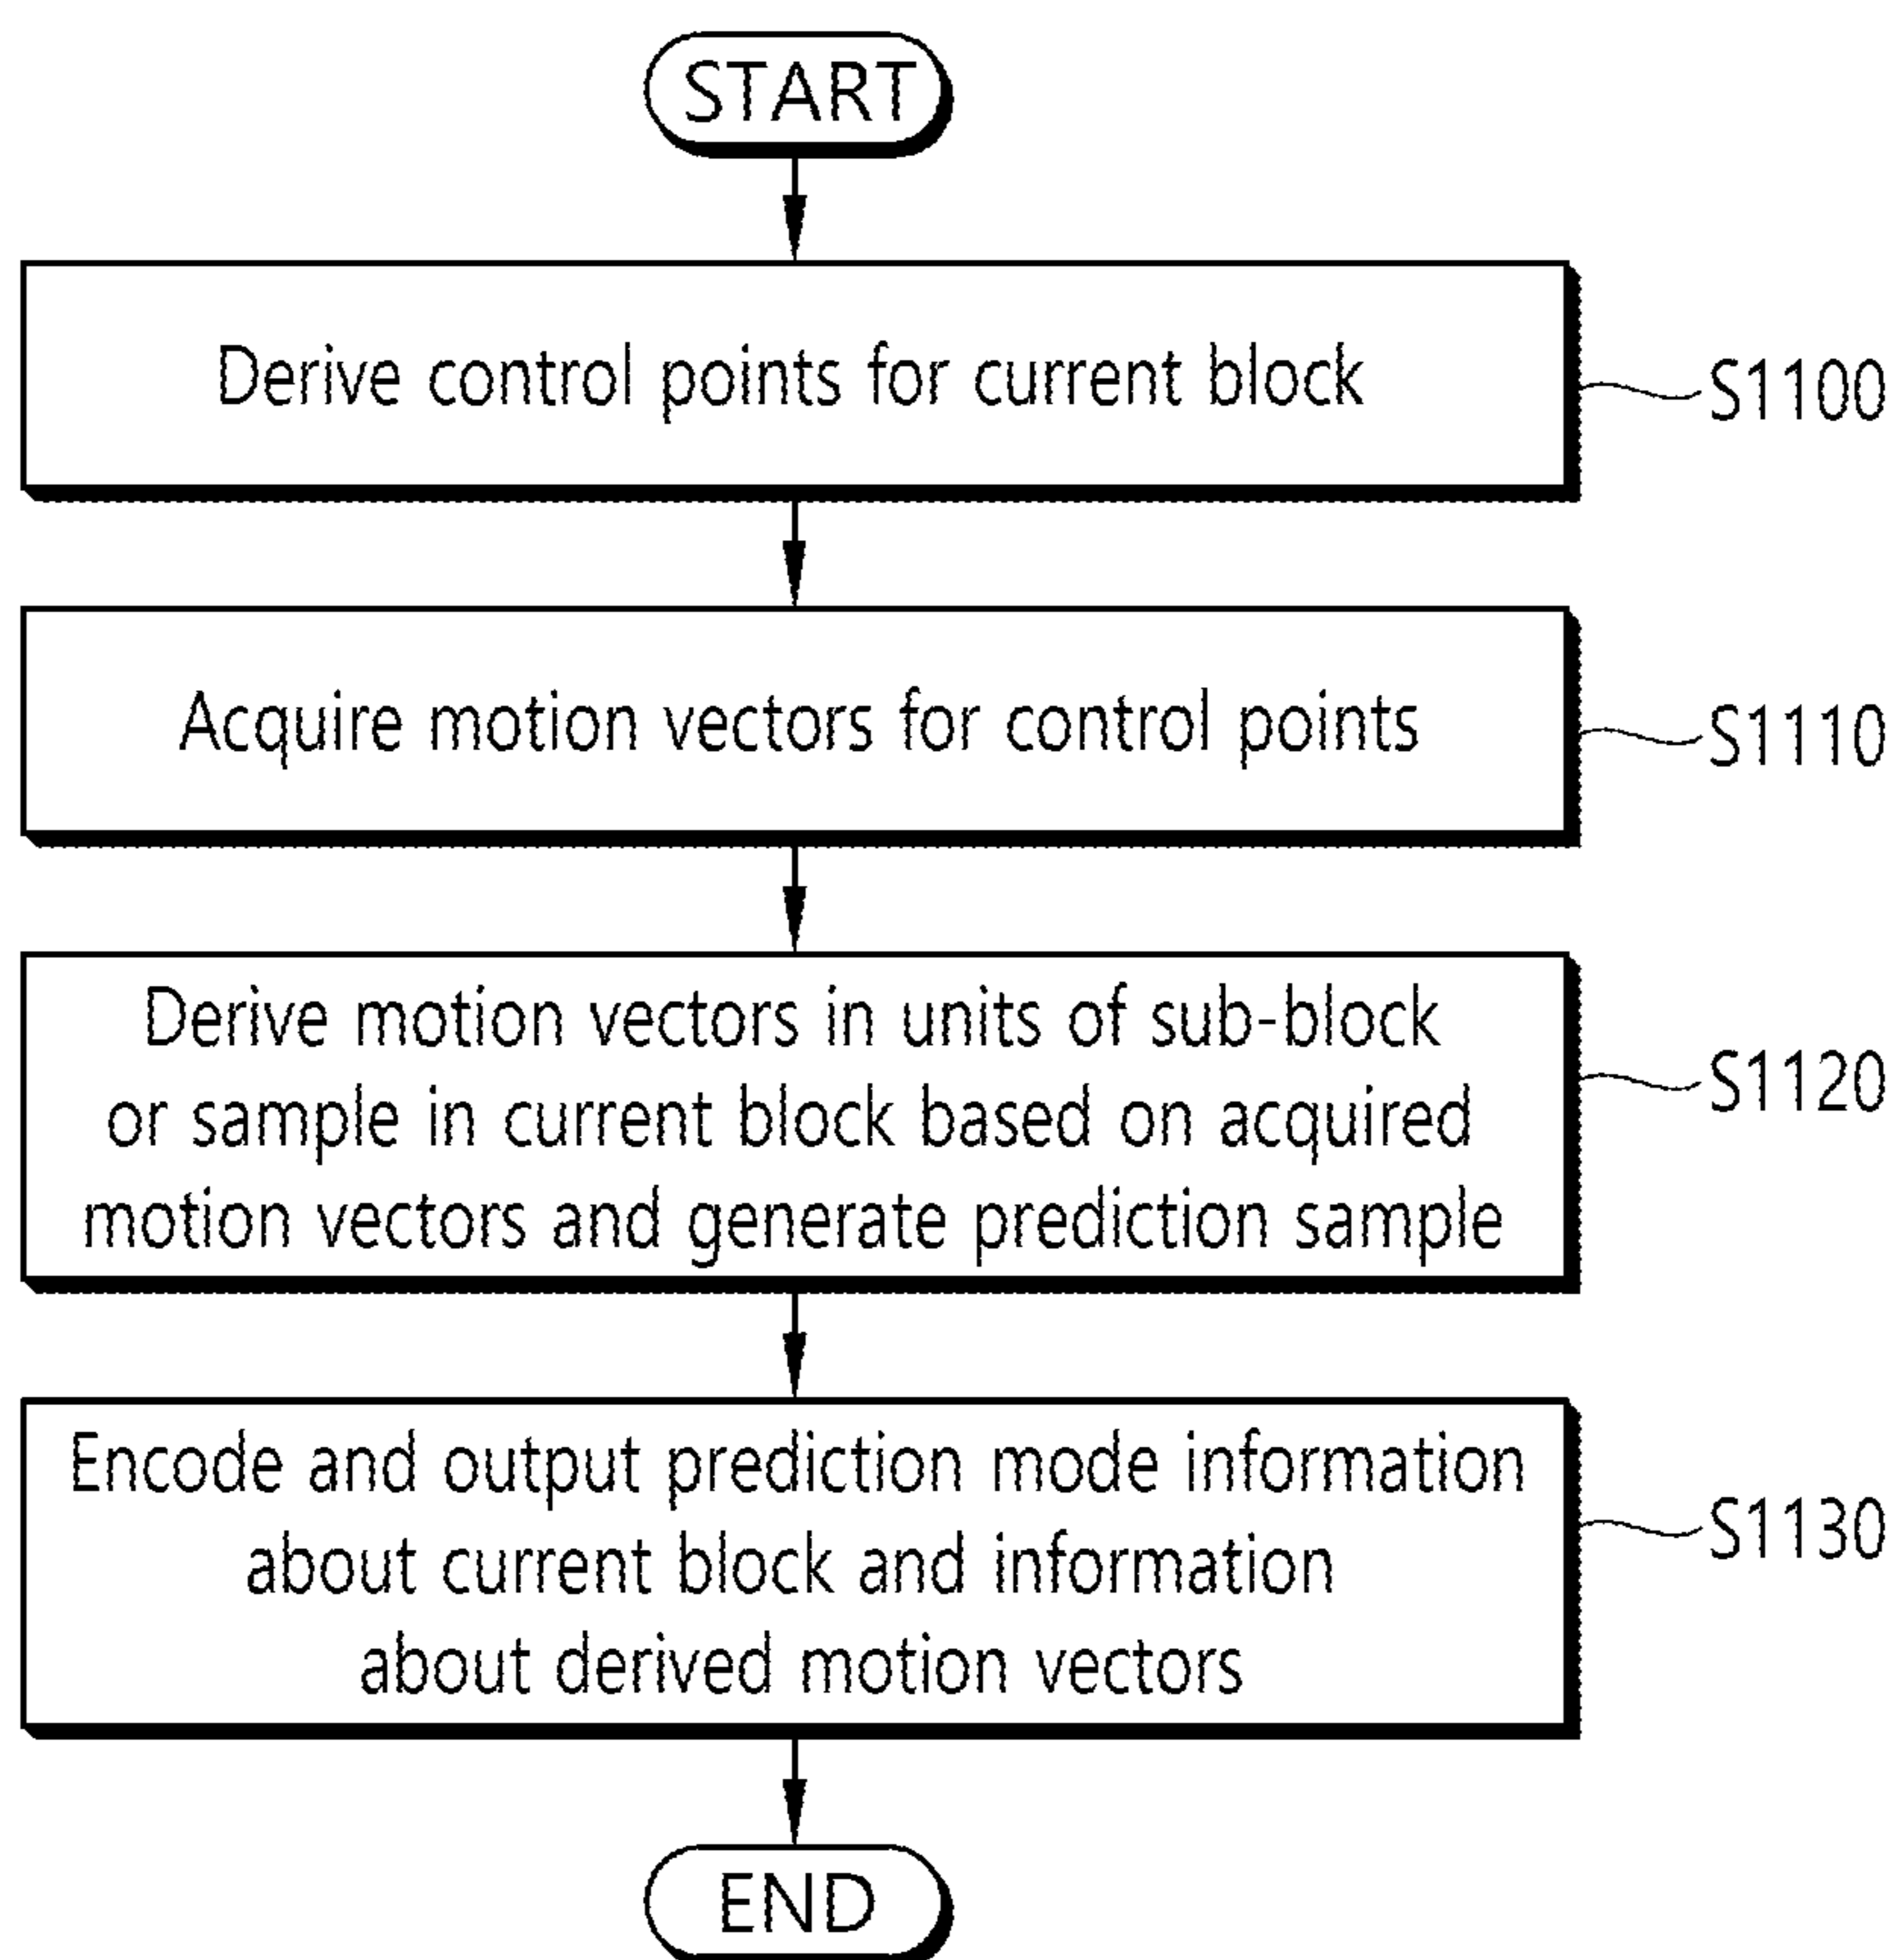 START
Derive control points for current block
S1100
Acquire motion vectors for control points
S1110
Derive motion vectors in units of sub-block
or sample in current block based on acquired
motion vectors and generate prediction sample
S1120
Encode and output prediction mode information
about current block and information
about derived motion vectors
S1130
END